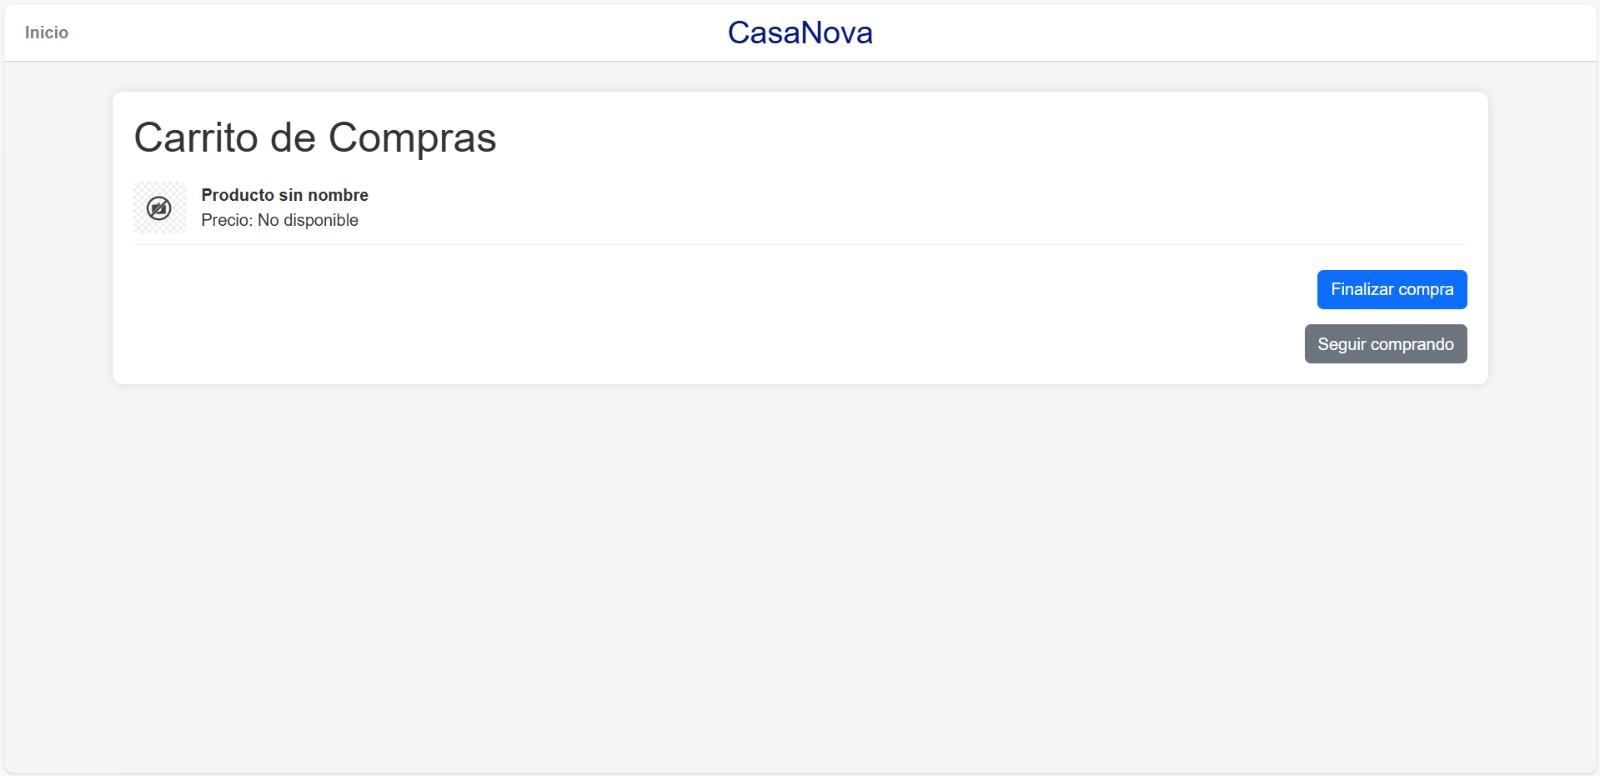 Inicio
CasaNova
Carrito de Compras
Producto sin nombre
Precio: No disponible
Finalizar compra
Seguir comprando